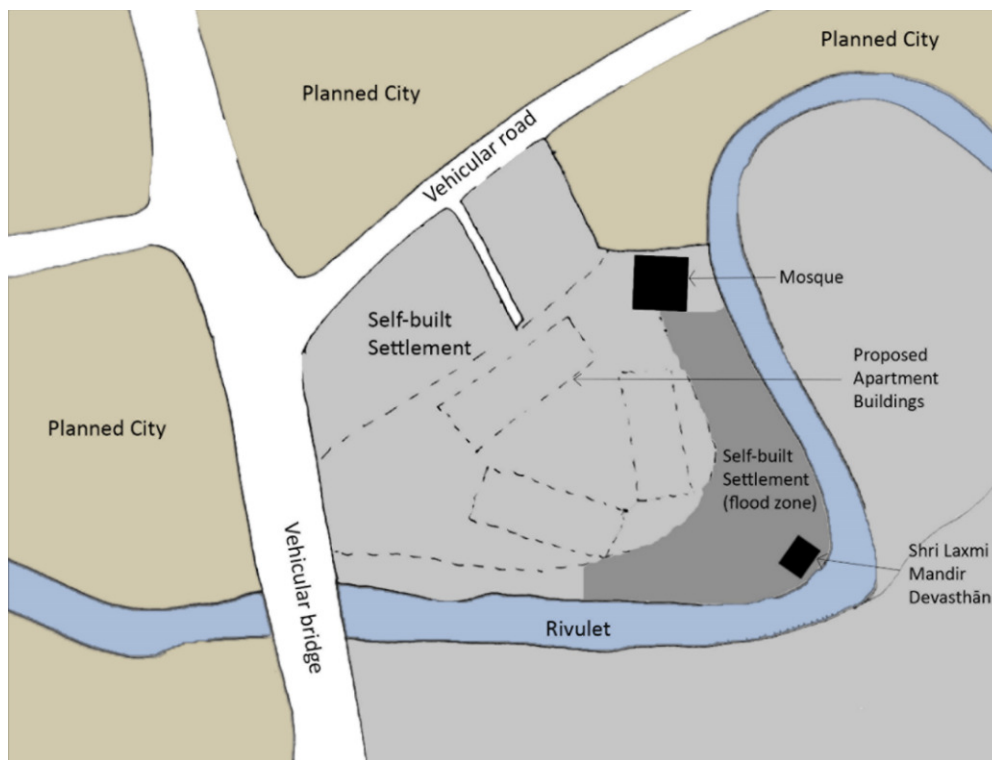 Planned City
Planned City
Vehicular road
Mosque
Self-built
Settlement
Proposed
Apartment
Buildings
Planned City
Self-built
Settlement
(flood zone)
Shri Laxmi
Mandir
Devasthān
Vehicular bridge
Rivulet